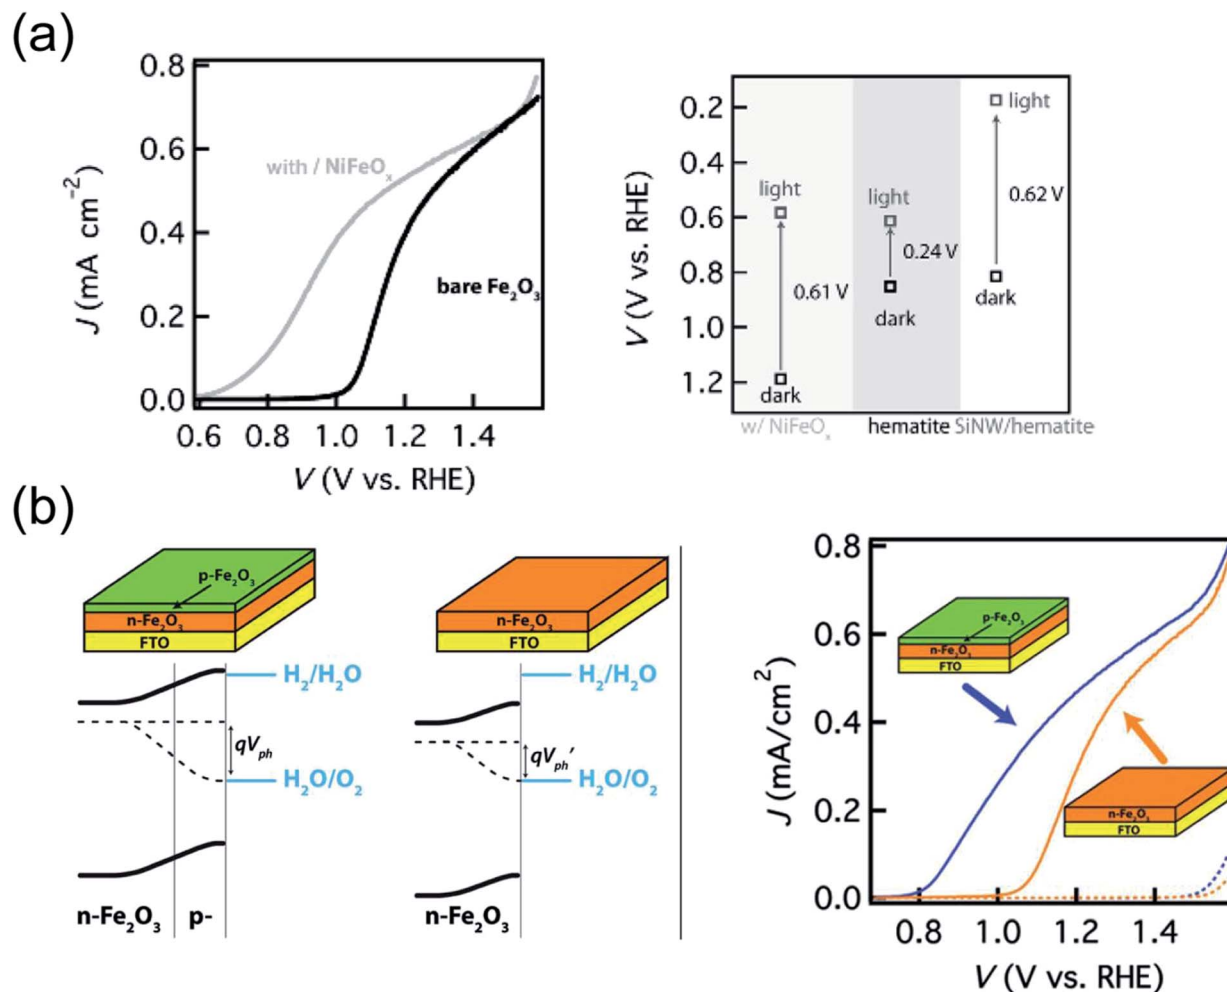 (a)
0.8
0.6
0.4
0.2
0.0
J (mA cm⁻²)
with / NiFeOₓ
bare Fe₂O₃
0.6 0.8 1.0 1.2 1.4
V (V vs. RHE)
V (V vs. RHE)
0.2
0.4
0.6
0.8
1.0
1.2
light
0.61 V
dark
light
0.24 V
dark
light
0.62 V
dark
w/ NiFeOₓ hematite SiNW/hematite
(b)
p-Fe₂O₃
n-Fe₂O₃
FTO
H₂/H₂O
qVₚₕ
H₂O/O₂
n-Fe₂O₃ p-
n-Fe₂O₃
FTO
H₂/H₂O
qVₚₕ'
H₂O/O₂
n-Fe₂O₃
0.8
0.6
0.4
0.2
0.0
J (mA/cm²)
p-Fe₂O₃
n-Fe₂O₃
FTO
n-Fe₂O₃
FTO
0.8 1.0 1.2 1.4
V (V vs. RHE)